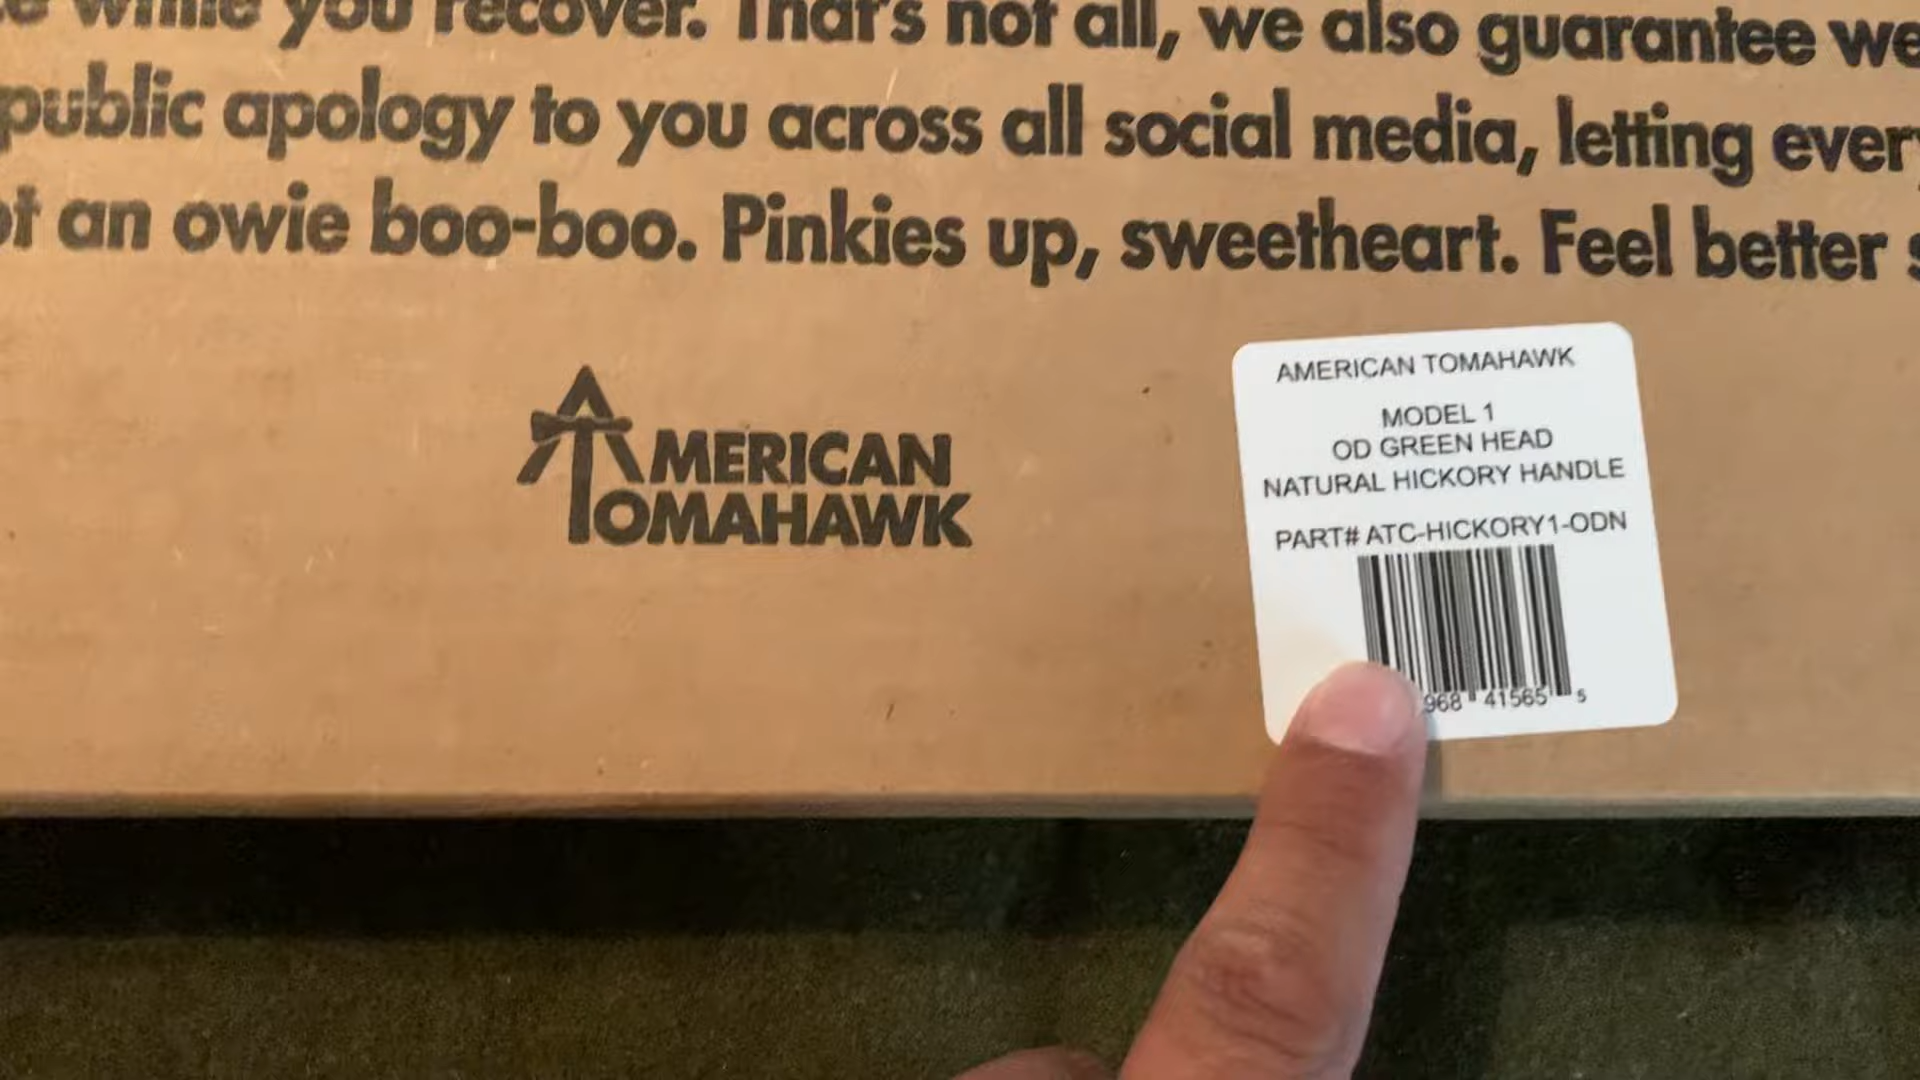 while you recover. That's not all, we also guarantee we
public apology to you across all social media, letting
an owie boo-boo. Pinkies up, sweetheart. Feel better
AMERICAN
TOMAHAWK
AMERICAN TOMAHAWK
MODEL 1
OD GREEN HEAD
NATURAL HICKORY HANDLE
PART# ATC-HICKORY1-ODN
968 41565 5